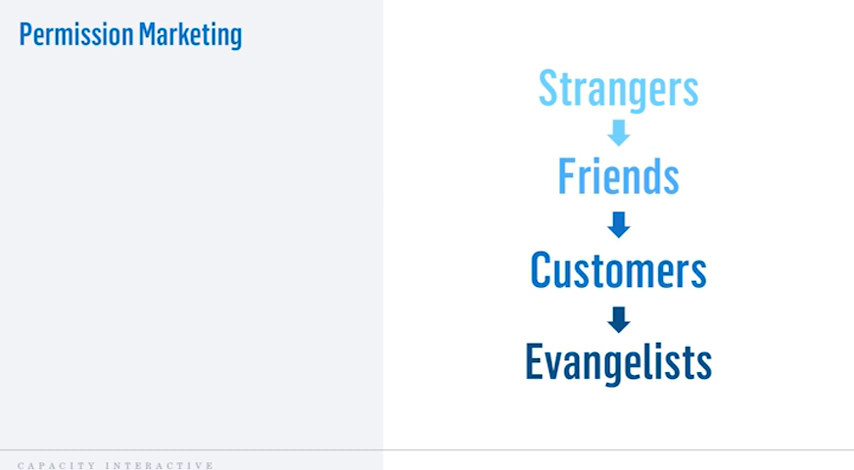 Permission Marketing
Strangers
Friends
Customers
Evangelists
CAPACITY INTERACTIVE